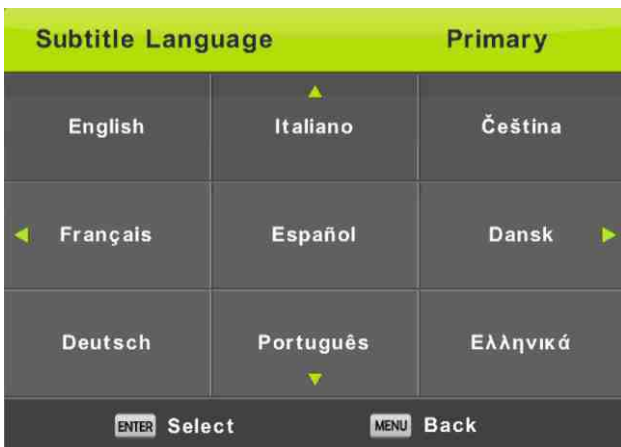 Subtitle Language Primary
English Italiano Čeština
Français Español Dansk
Deutsch Português Ελληνικά
ENTER Select MENU Back